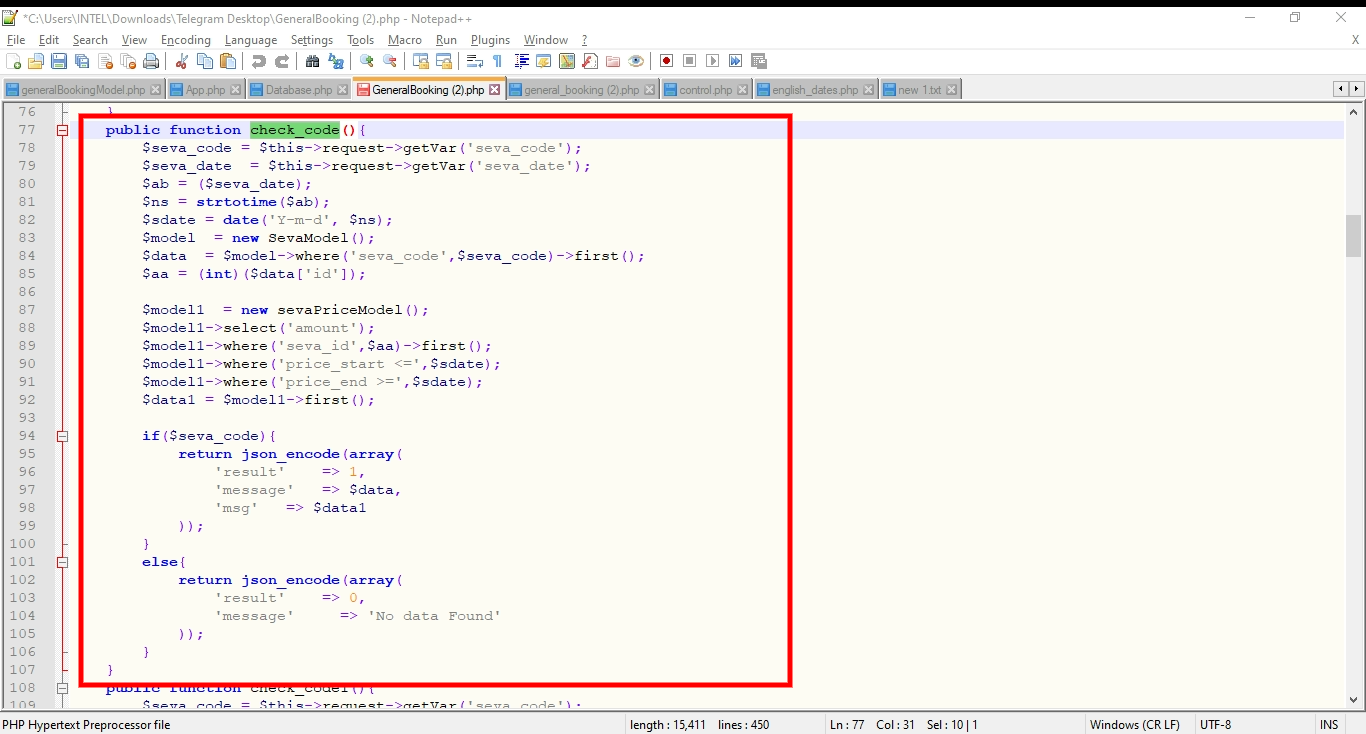 *C:\Users\INTEL\Downloads\Telegram Desktop\GeneralBooking (2).php - Notepad++
File Edit Search View Encoding Language Settings Tools Macro Run Plugins Window ? X
generalBookingModel.php App.php Database.php GeneralBooking (2).php general_booking (2).php control.php english_dates.php new 1.txt
76 }
77 public function check_code(){
78 $seva_code = $this->request->getVar('seva_code');
79 $seva_date  = $this->request->getVar('seva_date');
80 $ab = ($seva_date);
81 $ns = strtotime($ab);
82 $sdate = date('Y-m-d', $ns);
83 $model  = new SevaModel();
84 $data  = $model->where('seva_code',$seva_code)->first();
85 $aa = (int)($data['id']);
86
87 $model1  = new sevaPriceModel();
88 $model1->select('amount');
89 $model1->where('seva_id',$aa)->first();
90 $model1->where('price_start <=',$sdate);
91 $model1->where('price_end >=',$sdate);
92 $data1 = $model1->first();
93
94 if($seva_code){
95 return json_encode(array(
96 'result'    => 1,
97 'message'   => $data,
98 'msg'   => $data1
99 ));
100 }
101 else{
102 return json_encode(array(
103 'result'    => 0,
104 'message'     => 'No data Found'
105 ));
106 }
107 }
108 public function check_code1(){
109 $seva_code = $this->request->getVar('seva_code');
PHP Hypertext Preprocessor file length : 15,411 lines : 450 Ln : 77 Col : 31 Sel : 10 | 1 Windows (CR LF) UTF-8 INS